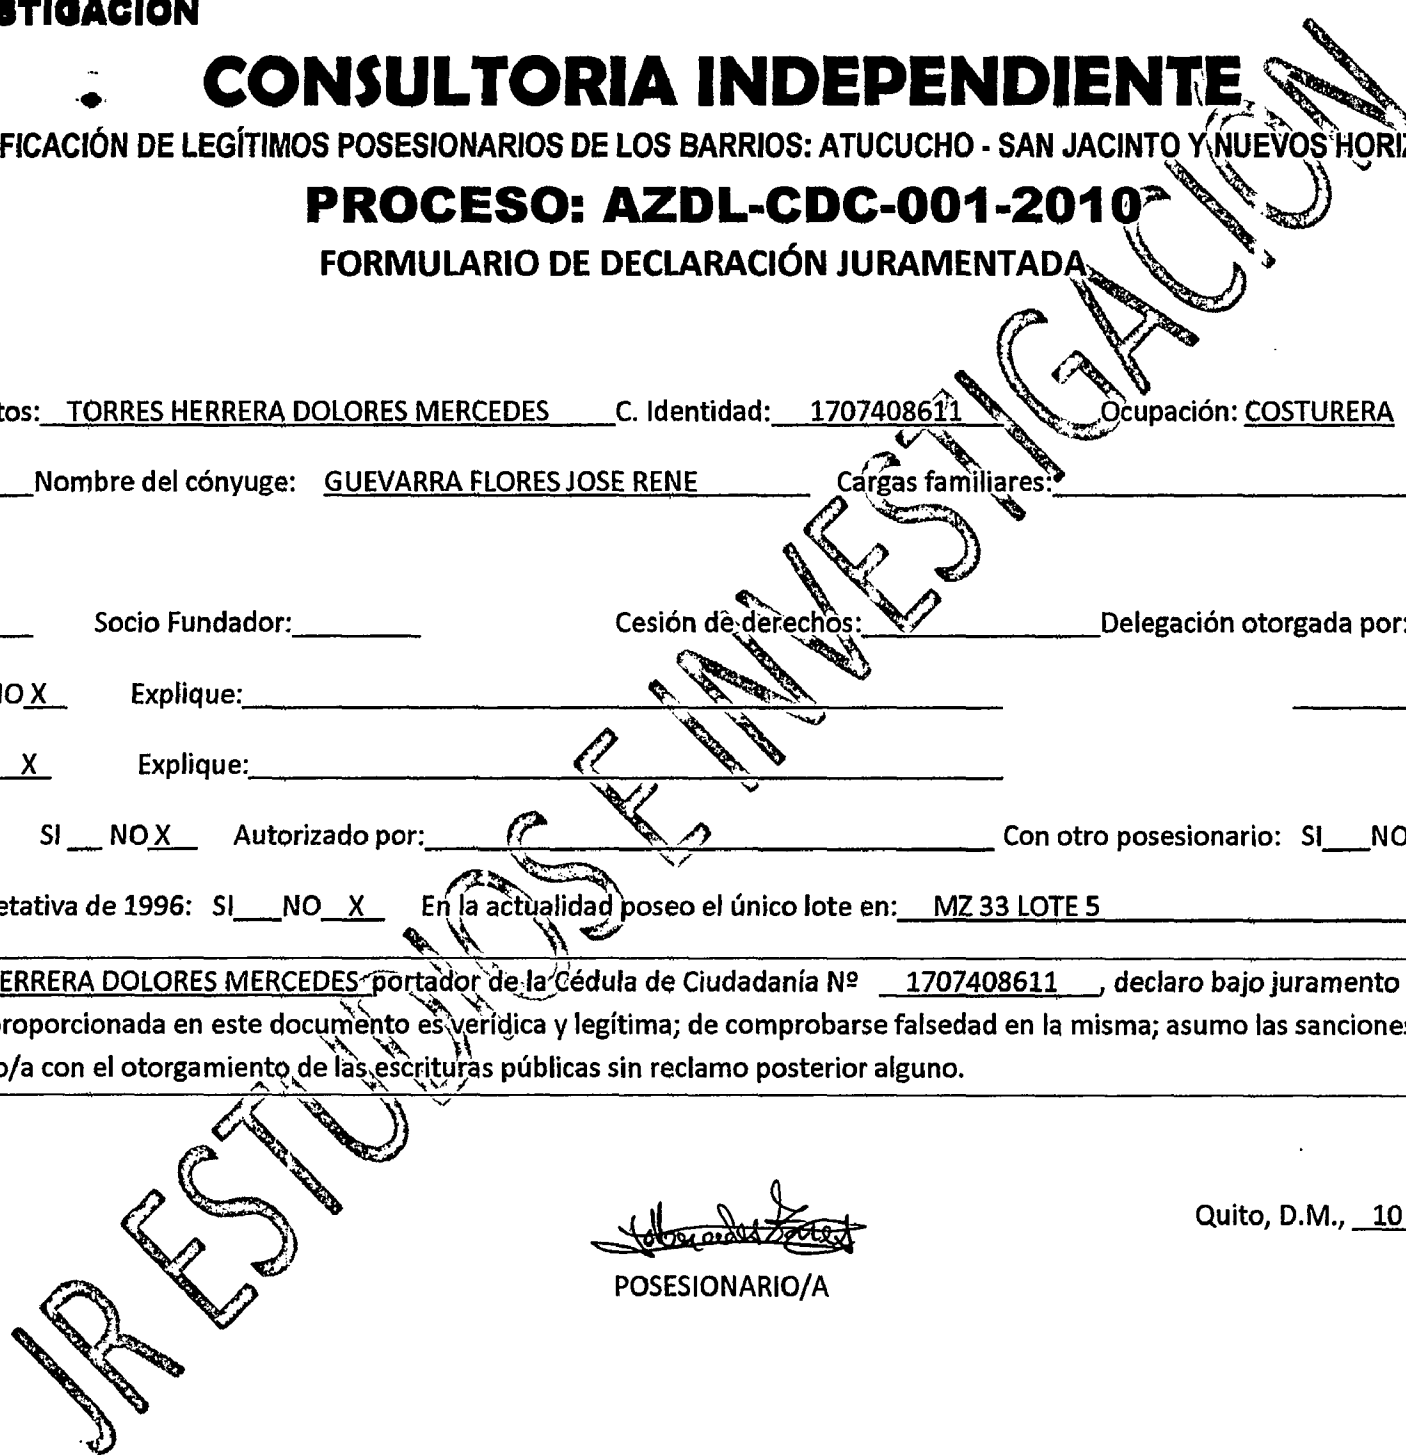 STIGACION
CONSULTORIA INDEPENDIENTE
FICACIÓN DE LEGÍTIMOS POSESIONARIOS DE LOS BARRIOS: ATUCUCHO - SAN JACINTO Y NUEVOS HORIZ
PROCESO: AZDL-CDC-001-2010
FORMULARIO DE DECLARACIÓN JURAMENTADA
tos: TORRES HERRERA DOLORES MERCEDES C. Identidad: 1707408611 Ocupación: COSTURERA
Nombre del cónyuge: GUEVARRA FLORES JOSE RENE Cargas familiares:
Socio Fundador: Cesión de derechos: Delegación otorgada por:
NO X Explique:
X Explique:
SI NO X Autorizado por: Con otro posesionario: SI NO
etativa de 1996: SI NO X En la actualidad poseo el único lote en: MZ 33 LOTE 5
ERRERA DOLORES MERCEDES portador de la Cédula de Ciudadanía Nº 1707408611 , declaro bajo juramento
proporcionada en este documento es verídica y legítima; de comprobarse falsedad en la misma; asumo las sanciones
o/a con el otorgamiento de las escrituras públicas sin reclamo posterior alguno.
Quito, D.M., 10
POSESIONARIO/A
JR ESTUDIOS E INVESTIGACION